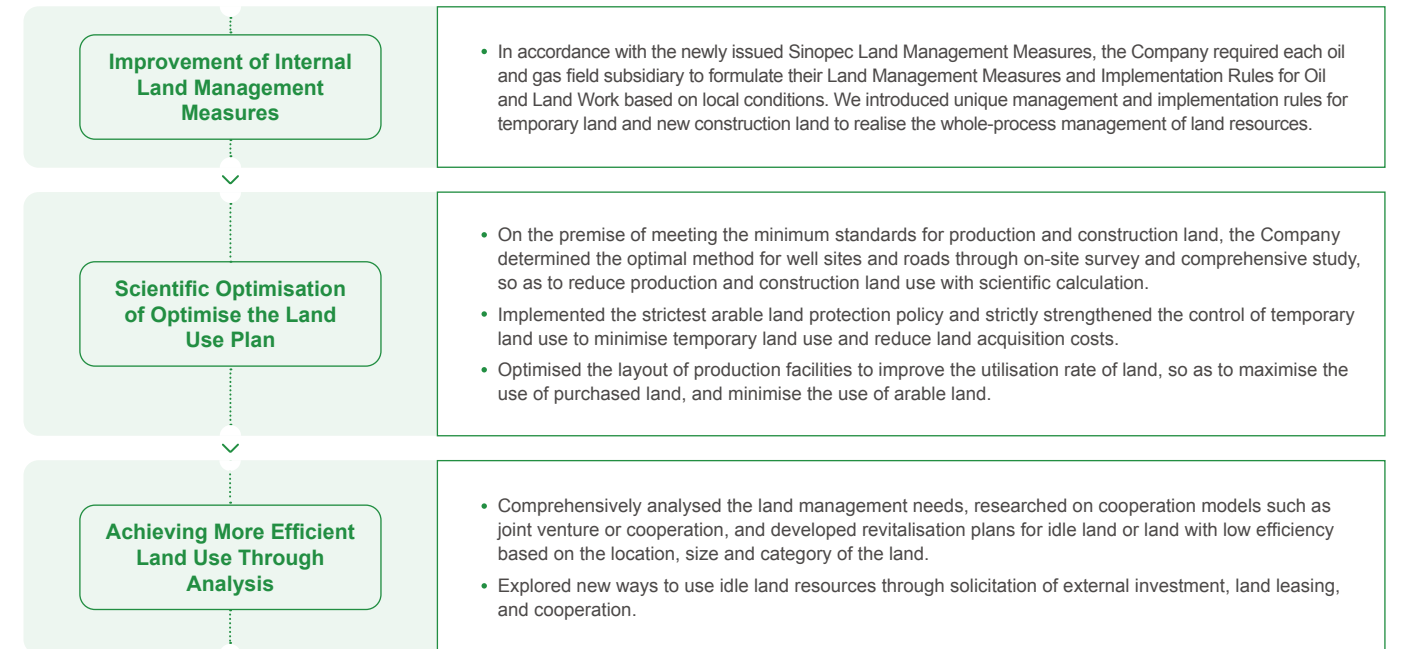 Improvement of Internal
Land Management
Measures
• In accordance with the newly issued Sinopec Land Management Measures, the Company required each oil
and gas field subsidiary to formulate their Land Management Measures and Implementation Rules for Oil
and Land Work based on local conditions. We introduced unique management and implementation rules for
temporary land and new construction land to realise the whole-process management of land resources.
Scientific Optimisation
of Optimise the Land
Use Plan
• On the premise of meeting the minimum standards for production and construction land, the Company
determined the optimal method for well sites and roads through on-site survey and comprehensive study,
so as to reduce production and construction land use with scientific calculation.
• Implemented the strictest arable land protection policy and strictly strengthened the control of temporary
land use to minimise temporary land use and reduce land acquisition costs.
• Optimised the layout of production facilities to improve the utilisation rate of land, so as to maximise the
use of purchased land, and minimise the use of arable land.
Achieving More Efficient
Land Use Through
Analysis
• Comprehensively analysed the land management needs, researched on cooperation models such as
joint venture or cooperation, and developed revitalisation plans for idle land or land with low efficiency
based on the location, size and category of the land.
• Explored new ways to use idle land resources through solicitation of external investment, land leasing,
and cooperation.